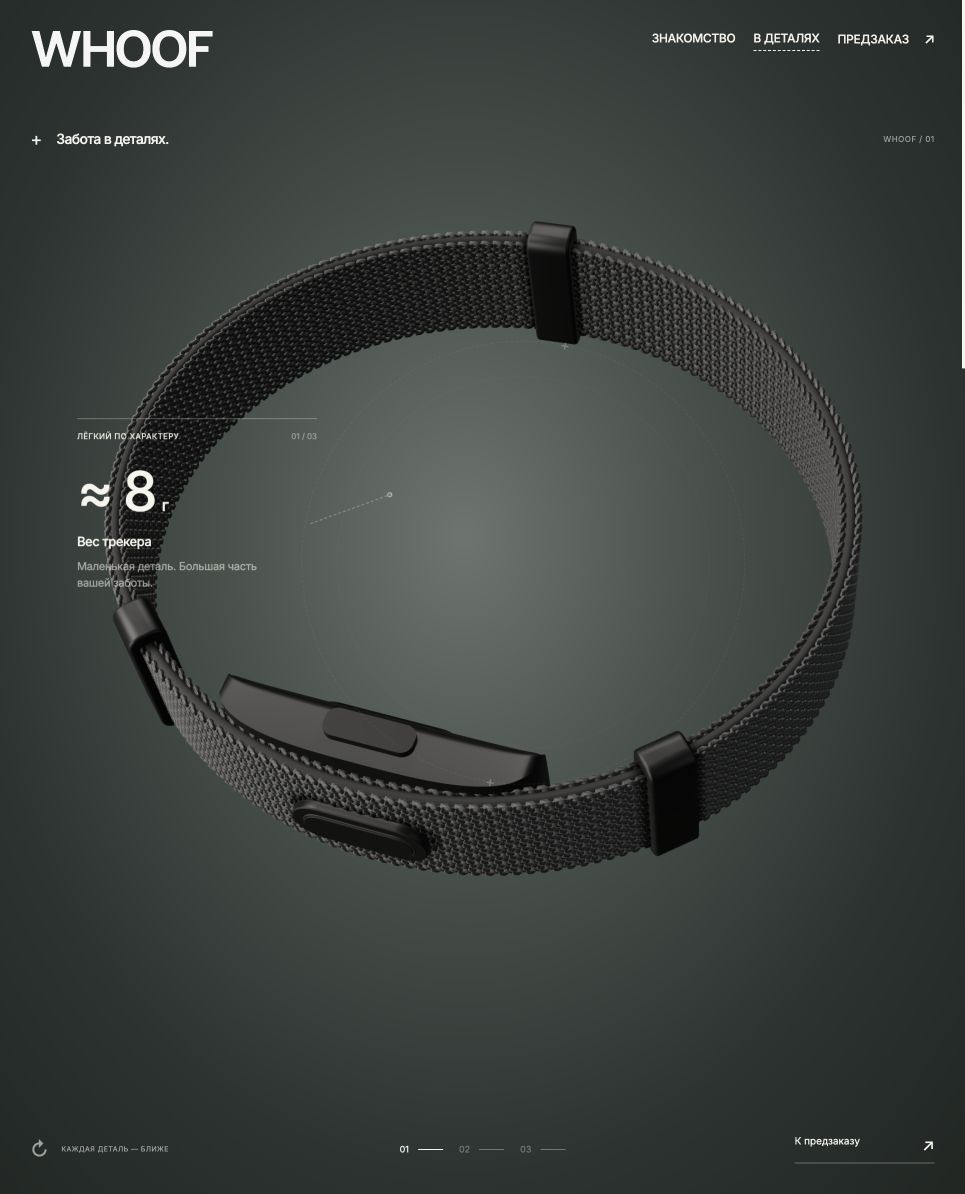 WHOOF
ЗНАКОМСТВО
В ДЕТАЛЯХ
ПРЕДЗАКАЗ
+ Забота в деталях.
WHOOF / 01
ЛЁГКИЙ ПО ХАРАКТЕРУ
01 / 03
≈ 8 г
Вес трекера
Маленькая деталь. Большая часть
вашей заботы.
КАЖДАЯ ДЕТАЛЬ — БЛИЖЕ
01
02
03
К предзаказу